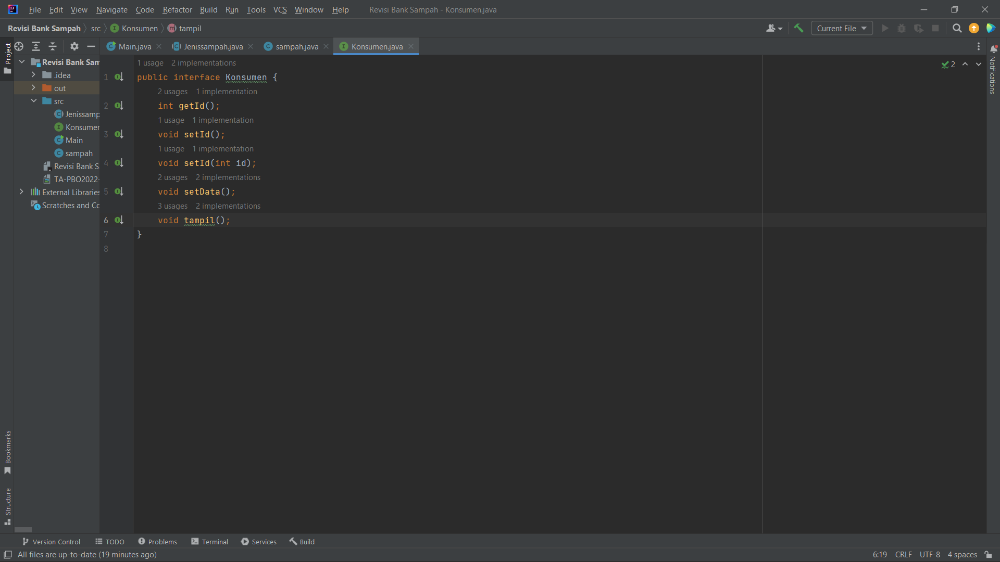 File Edit View Navigate Code Refactor Build Run Tools VCS Window Help Revisi Bank Sampah - Konsumen.java
Revisi Bank Sampah src Konsumen tampil Current File
Project
Main.java Jenissampah.java sampah.java Konsumen.java
Revisi Bank Sam
.idea
out
src
Jenissamp
Konsumen
Main
sampah
Revisi Bank S
TA-PBO2022-
External Libraries
Scratches and Co
1 usage 2 implementations
1 public interface Konsumen {
2 usages 1 implementation
2 int getId();
1 usage 1 implementation
3 void setId();
1 usage 1 implementation
4 void setId(int id);
2 usages 2 implementations
5 void setData();
3 usages 2 implementations
6 void tampil();
7 }
8
2
Notifications
Bookmarks
Structure
Version Control TODO Problems Terminal Services Build
All files are up-to-date (19 minutes ago) 6:19 CRLF UTF-8 4 spaces